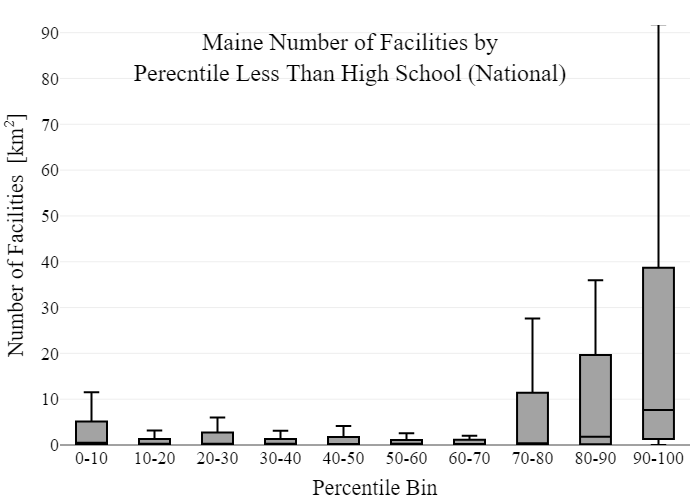 Maine Number of Facilities by
Perecntile Less Than High School (National)
Number of Facilities [km²]
90
80
70
60
50
40
30
20
10
0
0-10 10-20 20-30 30-40 40-50 50-60 60-70 70-80 80-90 90-100
Percentile Bin